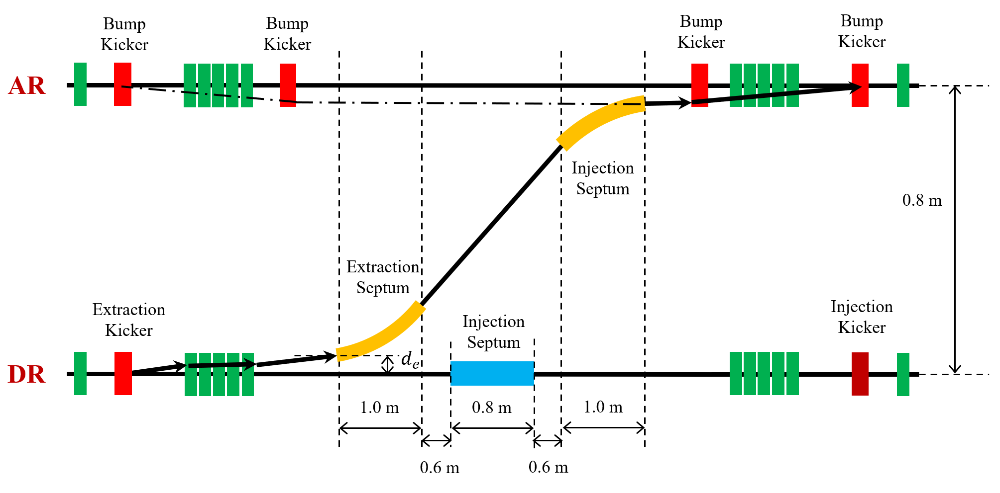 Bump
Kicker
Bump
Kicker
Bump
Kicker
Bump
Kicker
AR
Injection
Septum
0.8 m
Extraction
Septum
Extraction
Kicker
Injection
Septum
Injection
Kicker
d_e
DR
1.0 m
0.8 m
1.0 m
0.6 m
0.6 m